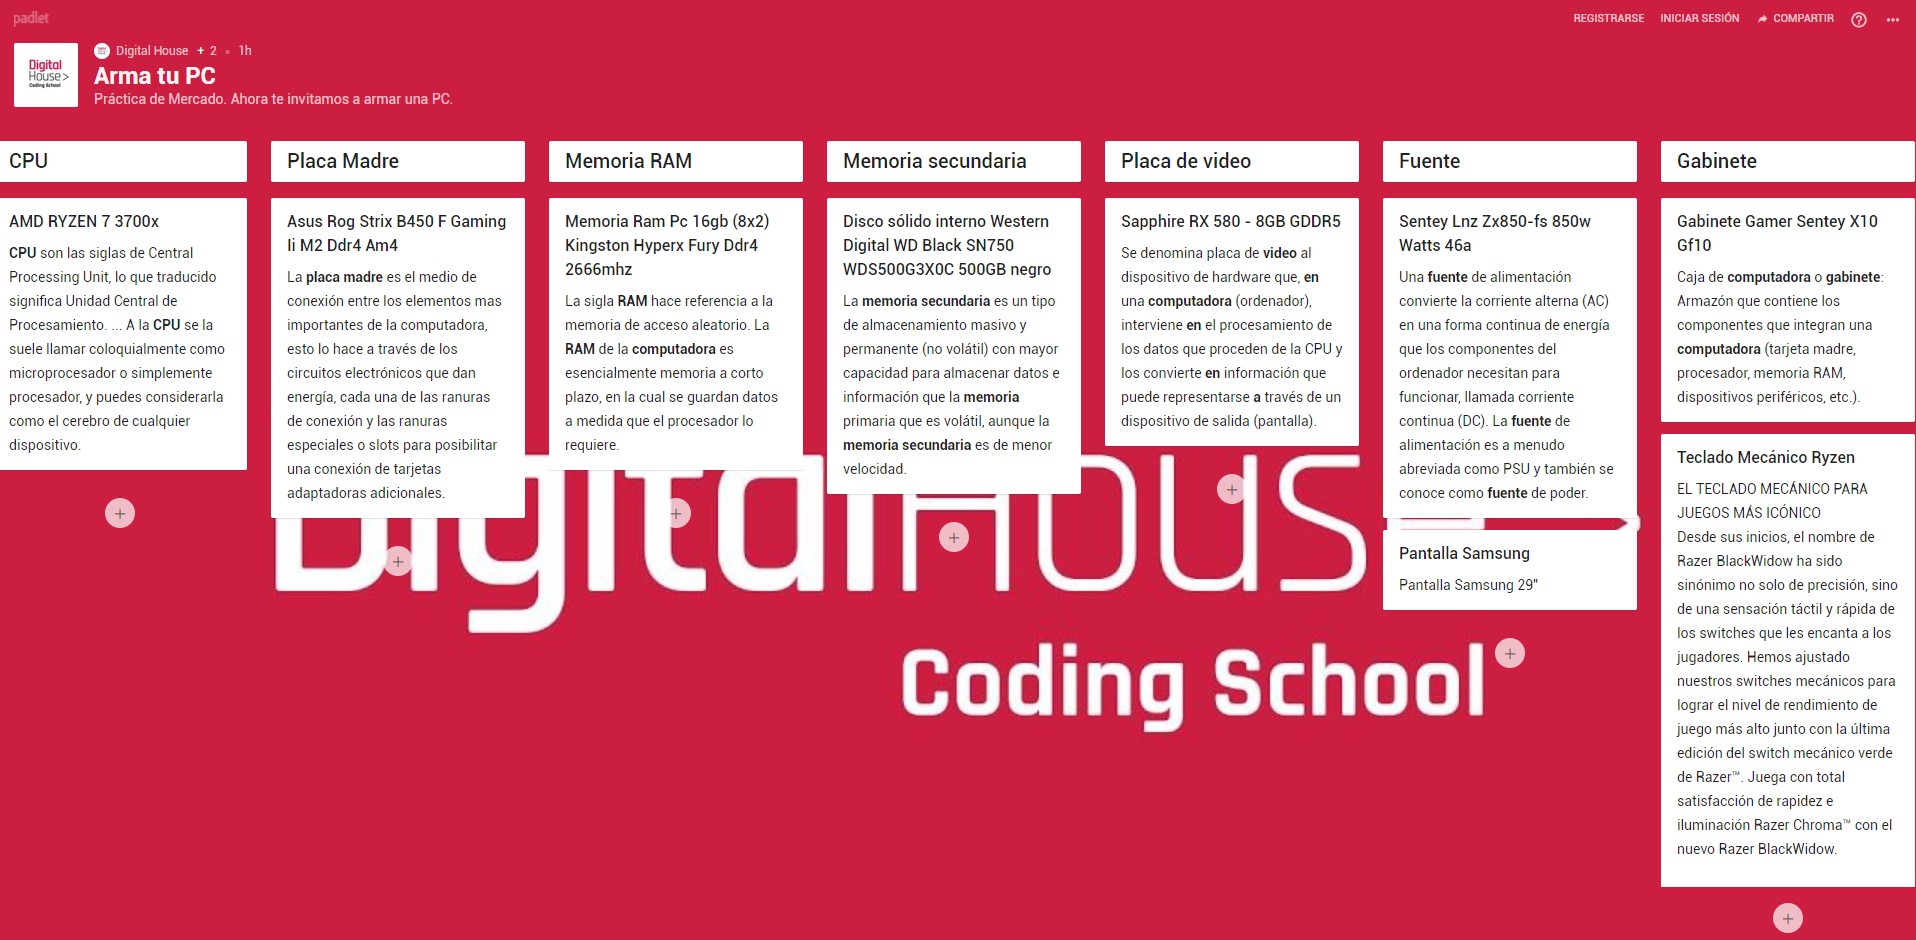 padlet
REGISTRARSE
INICIAR SESIÓN
COMPARTIR
Digital
House>
Coding School
Digital House + 2 • 1h
Arma tu PC
Práctica de Mercado. Ahora te invitamos a armar una PC.
CPU
AMD RYZEN 7 3700x
CPU son las siglas de Central
Processing Unit, lo que traducido
significa Unidad Central de
Procesamiento. ... A la CPU se la
suele llamar coloquialmente como
microprocesador o simplemente
procesador, y puedes considerarla
como el cerebro de cualquier
dispositivo.
Placa Madre
Asus Rog Strix B450 F Gaming
Ii M2 Ddr4 Am4
La placa madre es el medio de
conexión entre los elementos mas
importantes de la computadora,
esto lo hace a través de los
circuitos electrónicos que dan
energía, cada una de las ranuras
de conexión y las ranuras
especiales o slots para posibilitar
una conexión de tarjetas
adaptadoras adicionales.
Memoria RAM
Memoria Ram Pc 16gb (8x2)
Kingston Hyperx Fury Ddr4
2666mhz
La sigla RAM hace referencia a la
memoria de acceso aleatorio. La
RAM de la computadora es
esencialmente memoria a corto
plazo, en la cual se guardan datos
a medida que el procesador lo
requiere.
Memoria secundaria
Disco sólido interno Western
Digital WD Black SN750
WDS500G3X0C 500GB negro
La memoria secundaria es un tipo
de almacenamiento masivo y
permanente (no volátil) con mayor
capacidad para almacenar datos e
información que la memoria
primaria que es volátil, aunque la
memoria secundaria es de menor
velocidad.
Placa de video
Sapphire RX 580 - 8GB GDDR5
Se denomina placa de video al
dispositivo de hardware que, en
una computadora (ordenador),
interviene en el procesamiento de
los datos que proceden de la CPU y
los convierte en información que
puede representarse a través de un
dispositivo de salida (pantalla).
Fuente
Sentey Lnz Zx850-fs 850w
Watts 46a
Una fuente de alimentación
convierte la corriente alterna (AC)
en una forma continua de energía
que los componentes del
ordenador necesitan para
funcionar, llamada corriente
continua (DC). La fuente de
alimentación es a menudo
abreviada como PSU y también se
conoce como fuente de poder.
Pantalla Samsung
Pantalla Samsung 29"
Gabinete
Gabinete Gamer Sentey X10
Gf10
Caja de computadora o gabinete:
Armazón que contiene los
componentes que integran una
computadora (tarjeta madre,
procesador, memoria RAM,
dispositivos periféricos, etc.).
Teclado Mecánico Ryzen
EL TECLADO MECÁNICO PARA
JUEGOS MÁS ICÓNICO
Desde sus inicios, el nombre de
Razer BlackWidow ha sido
sinónimo no solo de precisión, sino
de una sensación táctil y rápida de
los switches que les encanta a los
jugadores. Hemos ajustado
nuestros switches mecánicos para
lograr el nivel de rendimiento de
juego más alto junto con la última
edición del switch mecánico verde
de Razer™. Juega con total
satisfacción de rapidez e
iluminación Razer Chroma™ con el
nuevo Razer BlackWidow.
Digital House
Coding School